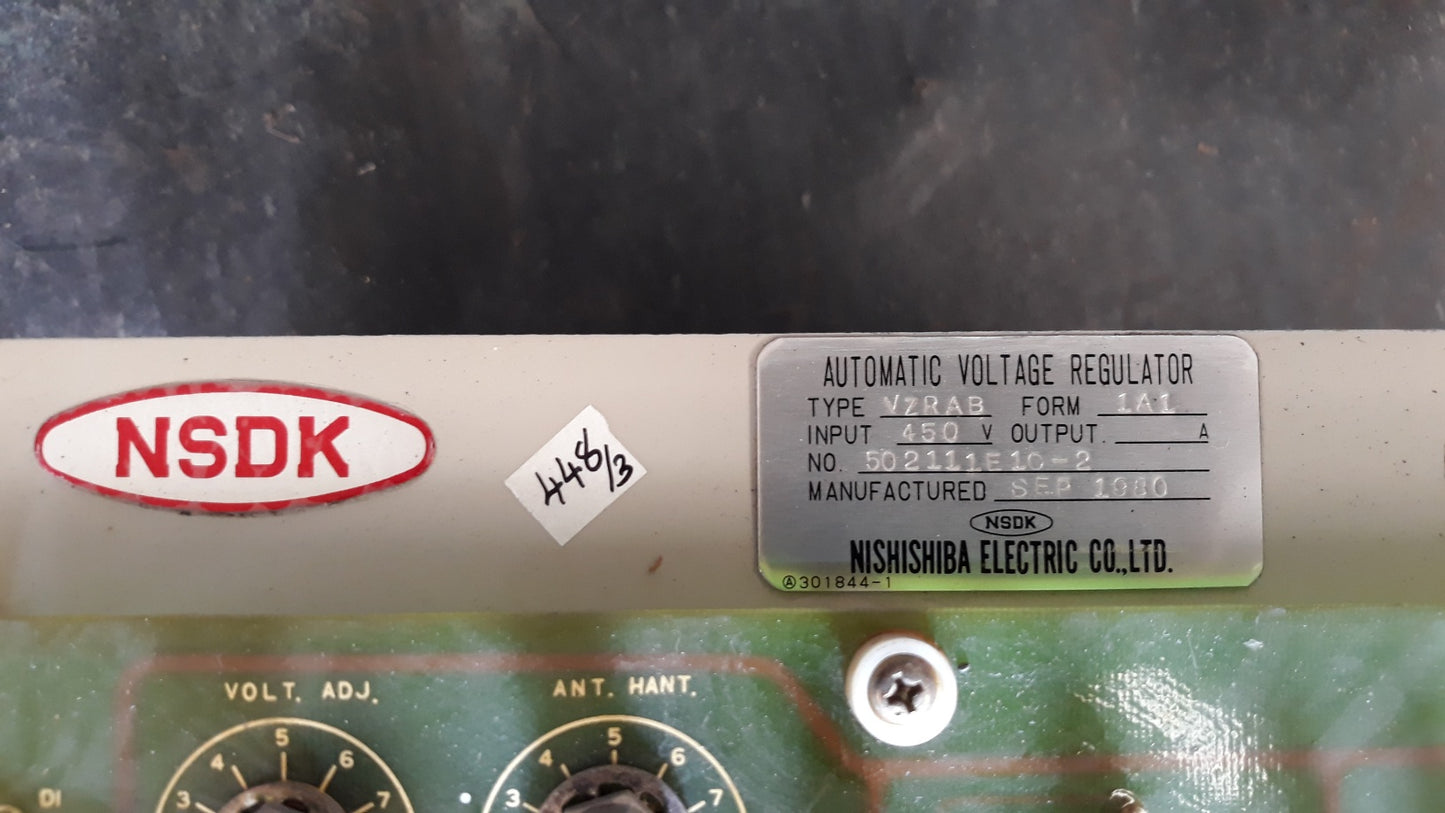 NSDK
448/3
AUTOMATIC VOLTAGE REGULATOR
TYPE VZRAB FORM 1A1
INPUT 450 V OUTPUT. A
NO. 502111E10-2
MANUFACTURED SEP 1980
NSDK
NISHISHIBA ELECTRIC CO.,LTD.
Ⓐ301844-1
VOLT. ADJ.
ANT. HANT.
3 4 5 6 7
3 4 5 6 7
D1